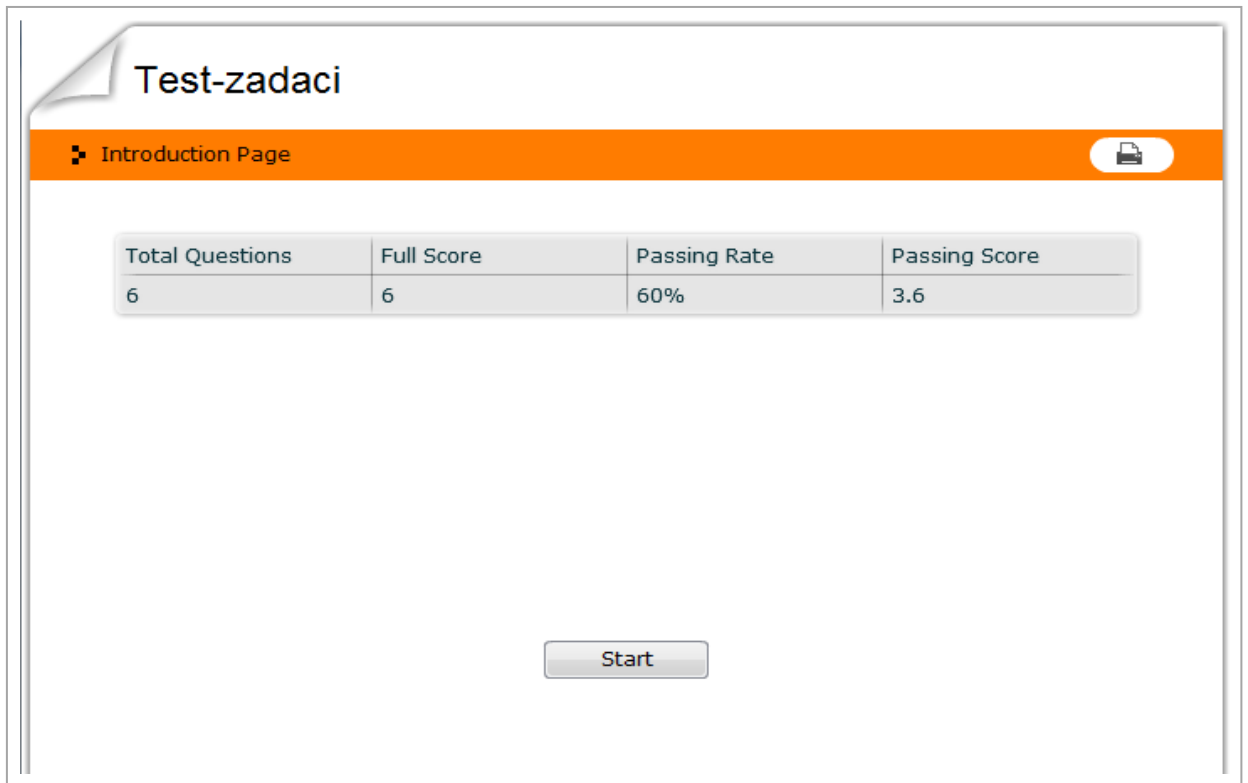 Test-zadaci
Introduction Page
Total Questions Full Score Passing Rate Passing Score
6 6 60% 3.6
Start